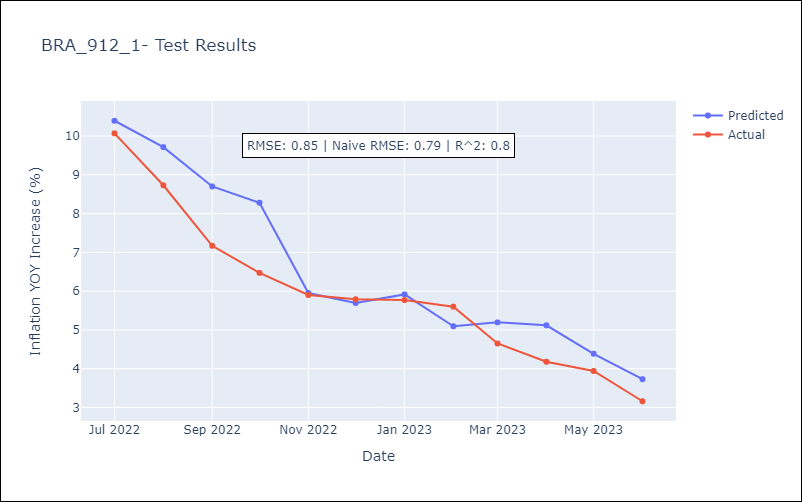 BRA_912_1- Test Results
Predicted
Actual
RMSE: 0.85 | Naive RMSE: 0.79 | R^2: 0.8
Inflation YOY Increase (%)
10
9
8
7
6
5
4
3
Jul 2022
Sep 2022
Nov 2022
Jan 2023
Mar 2023
May 2023
Date